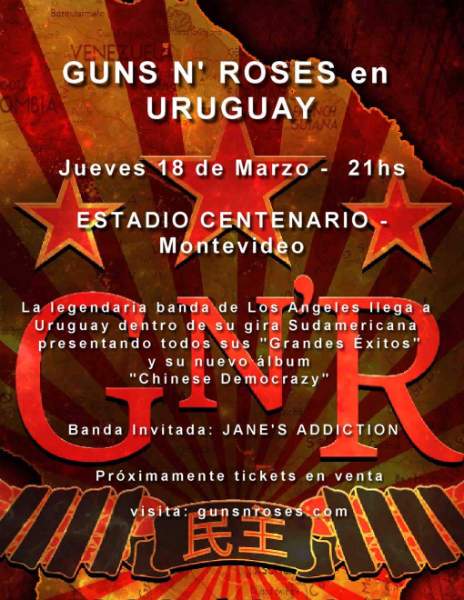 GUNS N' ROSES en
URUGUAY
Jueves 18 de Marzo - 21hs
ESTADIO CENTENARIO -
Montevideo
GN'R
La legendaria banda de Los Angeles llega a
Uruguay dentro de su gira Sudamericana
presentando todos sus "Grandes Éxitos"
y su nuevo álbum
"Chinese Democrazy"
Banda Invitada: JANE'S ADDICTION
Próximamente tickets en venta
visita: gunsnroses.com
民主